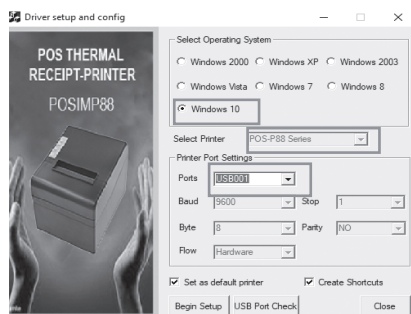 Driver setup and config
POS THERMAL
RECEIPT-PRINTER
POSIMP88
Select Operating System
Windows 2000 Windows XP Windows 2003
Windows Vista Windows 7 Windows 8
Windows 10
Select Printer POS-P88 Series
Printer Port Settings
Ports USB001
Baud 9600 Stop 1
Byte 8 Parity NO
Flow Hardware
Set as default printer Create Shortcuts
Begin Setup USB Port Check Close